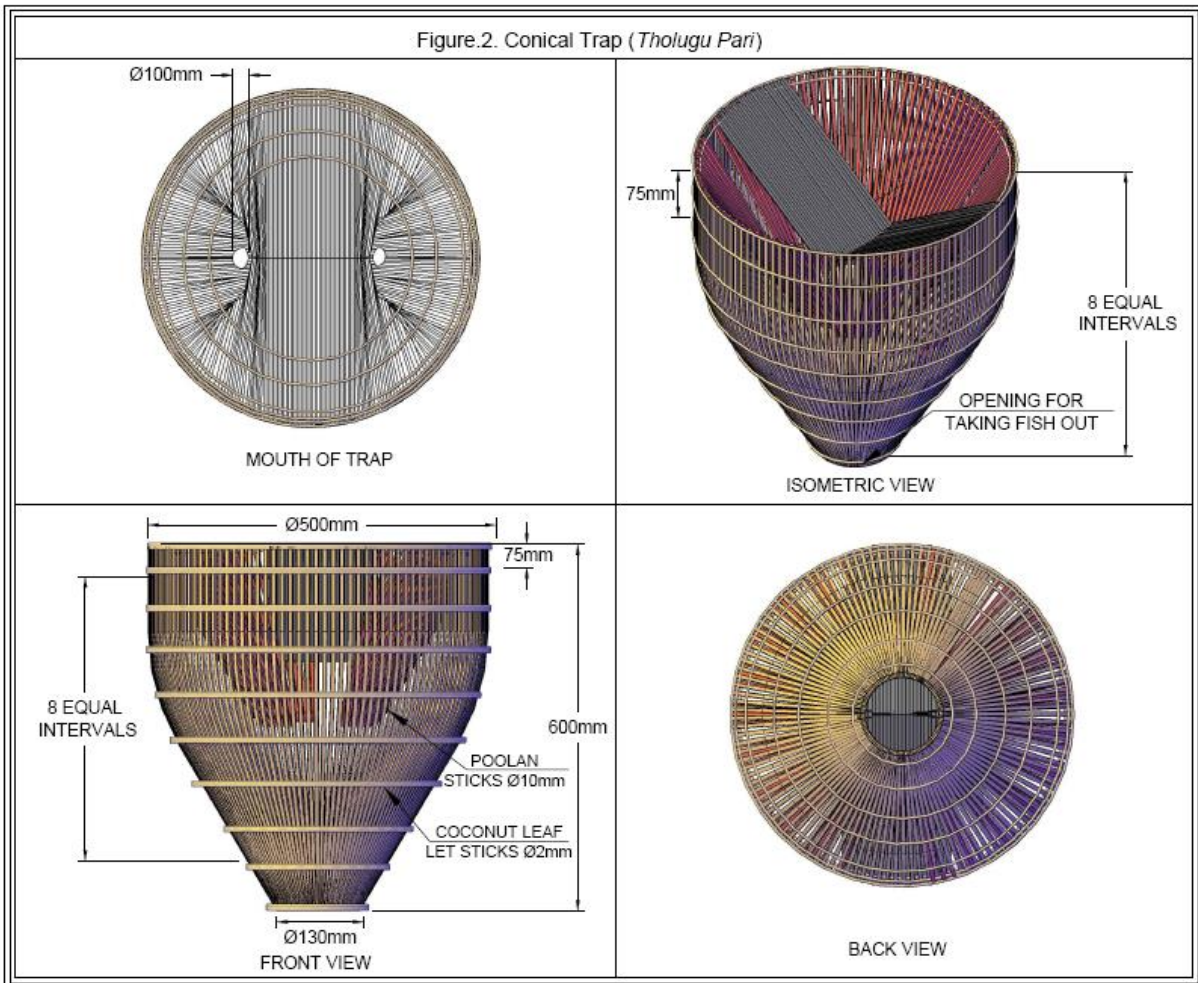 Figure.2. Conical Trap (Tholugu Pari)
Ø100mm
MOUTH OF TRAP
75mm
8 EQUAL
INTERVALS
OPENING FOR
TAKING FISH OUT
ISOMETRIC VIEW
Ø500mm
75mm
8 EQUAL
INTERVALS
600mm
POOLAN
STICKS Ø10mm
COCONUT LEAF
LET STICKS Ø2mm
Ø130mm
FRONT VIEW
BACK VIEW